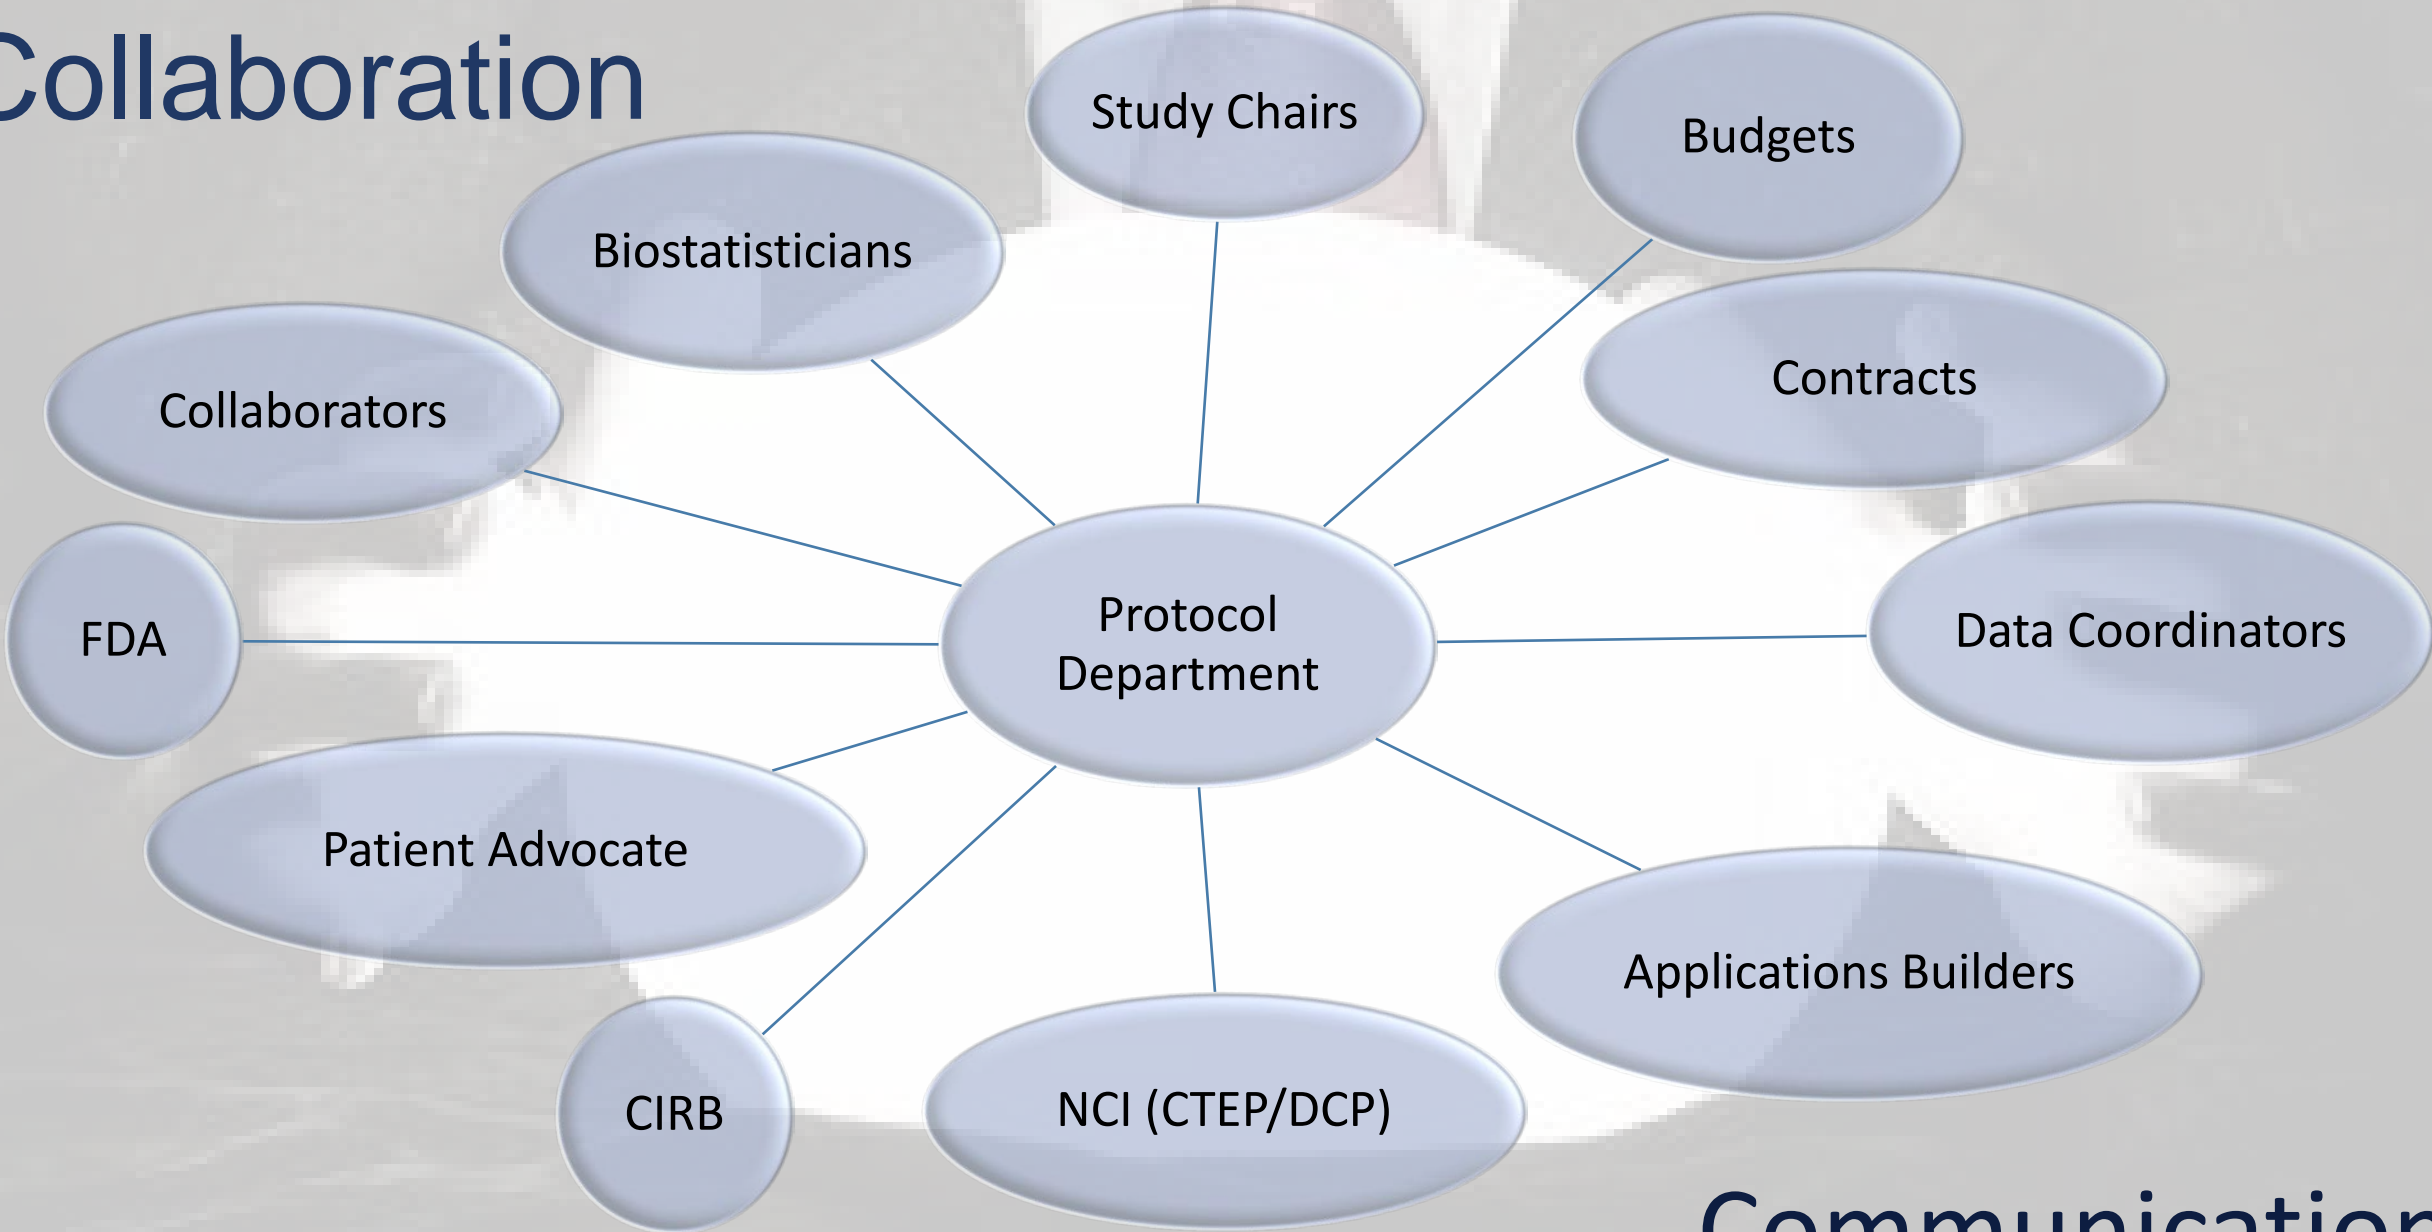 Collaboration
Study Chairs
Budgets
Biostatisticians
Contracts
Collaborators
Protocol
Department
Data Coordinators
FDA
Patient Advocate
Applications Builders
CIRB
NCI (CTEP/DCP)
Communication